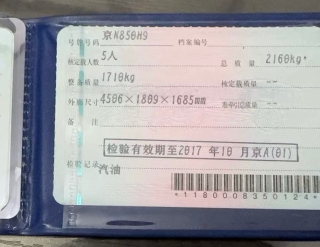 号牌号码 京N850H9 档案编号
核定载人数 5人 总质量 2160kg
整备质量 1710kg 核定载质量 --
外廓尺寸 4506×1809×1685mm 准牵引总质量 --
备注
检验有效期至2017年10月京A(01)
检验记录
汽油
*1180008350124*